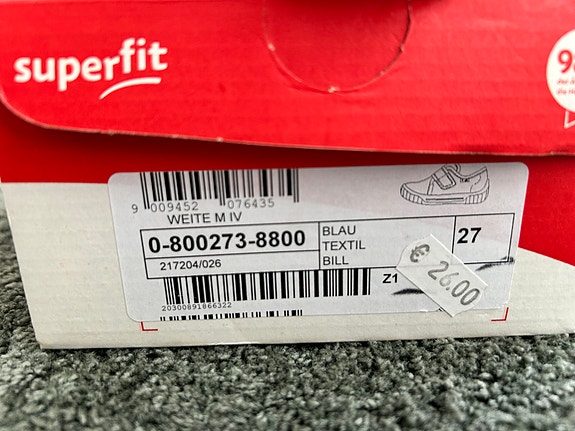 superfit
98
9 009452 076435
WEITE M IV
0-800273-8800
BLAU
TEXTIL
BILL
27
217204/026
Z1
€ 26.00
20300891866322